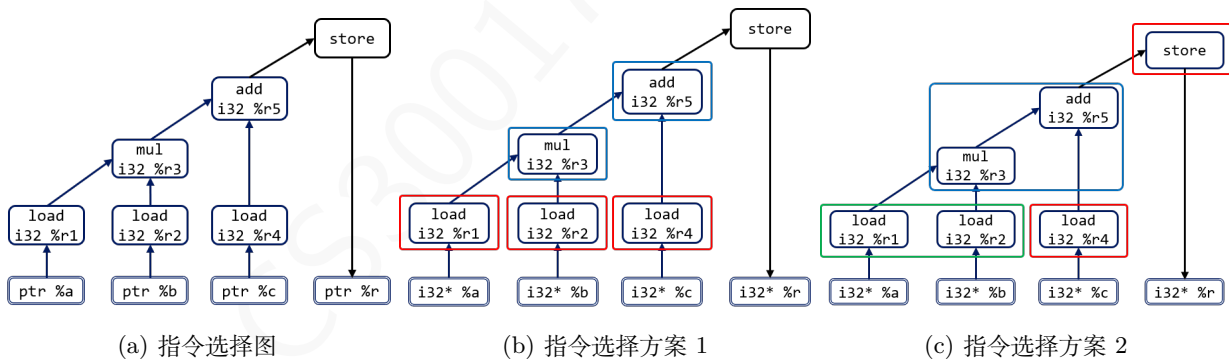 store
add
i32 %r5
mul
i32 %r3
load
i32 %r1
load
i32 %r2
load
i32 %r4
ptr %a
ptr %b
ptr %c
ptr %r
(a) 指令选择图
store
add
i32 %r5
mul
i32 %r3
load
i32 %r1
load
i32 %r2
load
i32 %r4
i32* %a
i32* %b
i32* %c
i32* %r
(b) 指令选择方案 1
store
add
i32 %r5
mul
i32 %r3
load
i32 %r1
load
i32 %r2
load
i32 %r4
i32* %a
i32* %b
i32* %c
i32* %r
(c) 指令选择方案 2